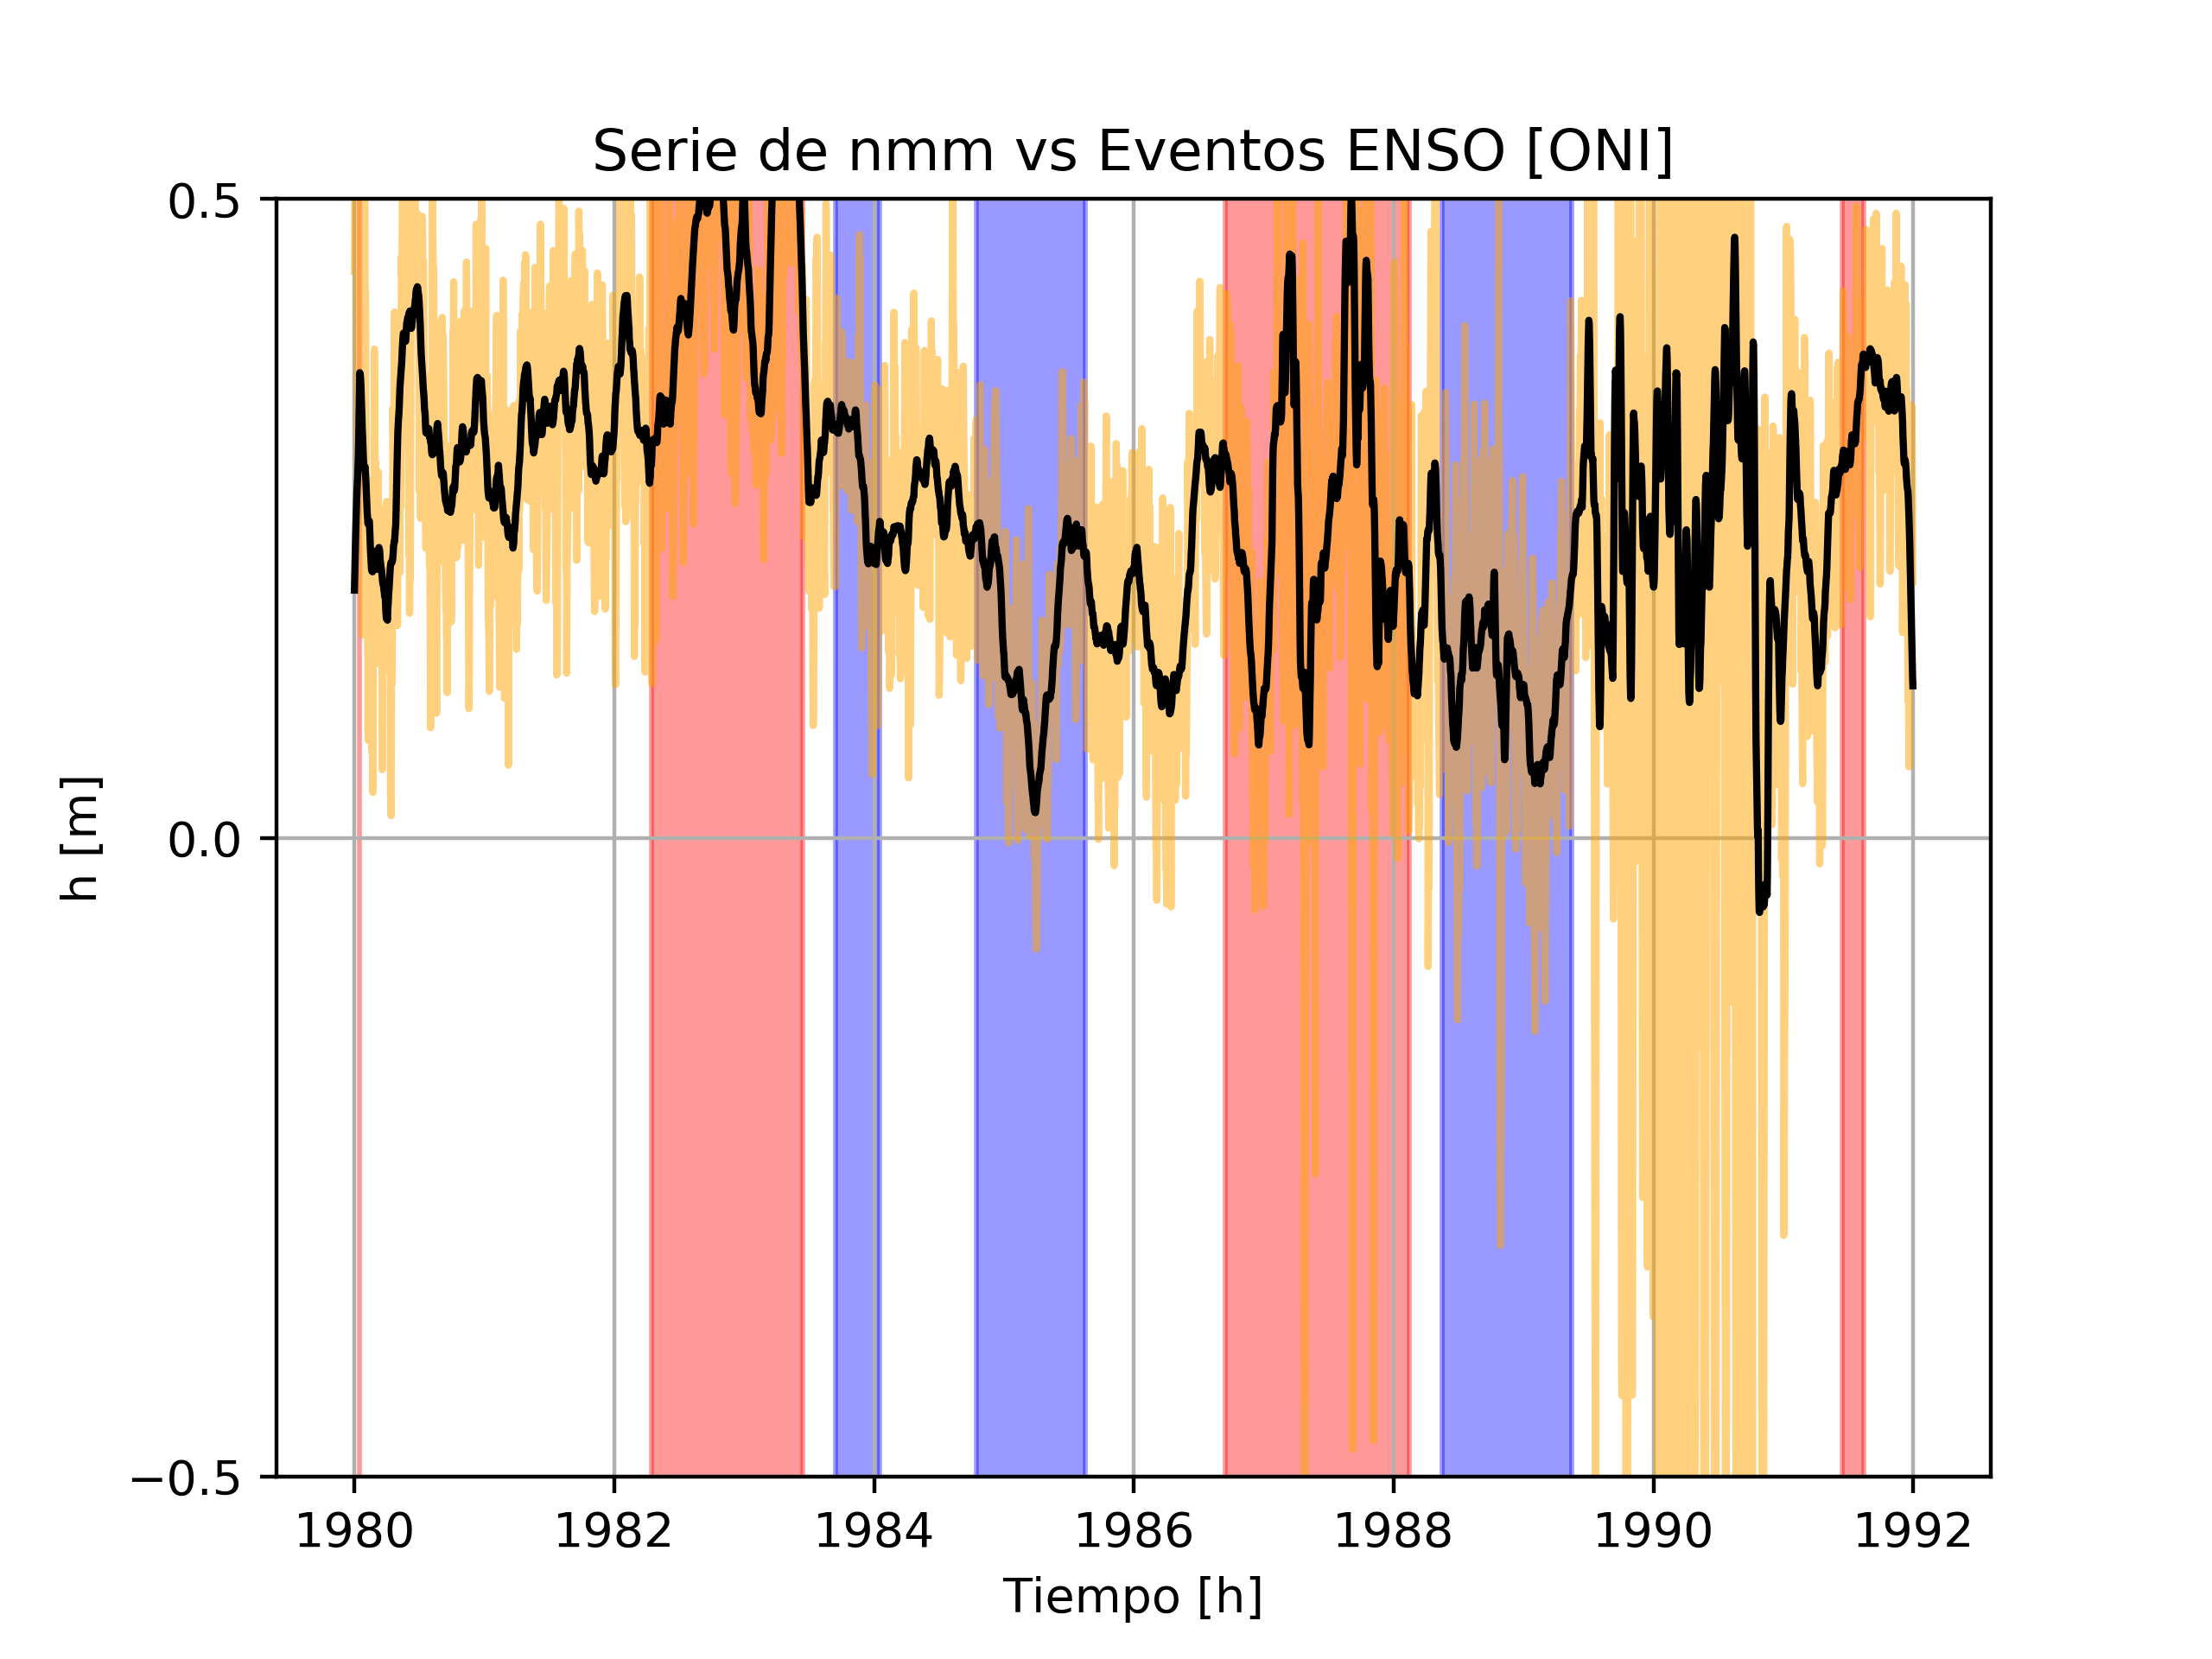 Serie de nmm vs Eventos ENSO [ONI]
0.5
0.0
−0.5
h [m]
1980 1982 1984 1986 1988 1990 1992
Tiempo [h]